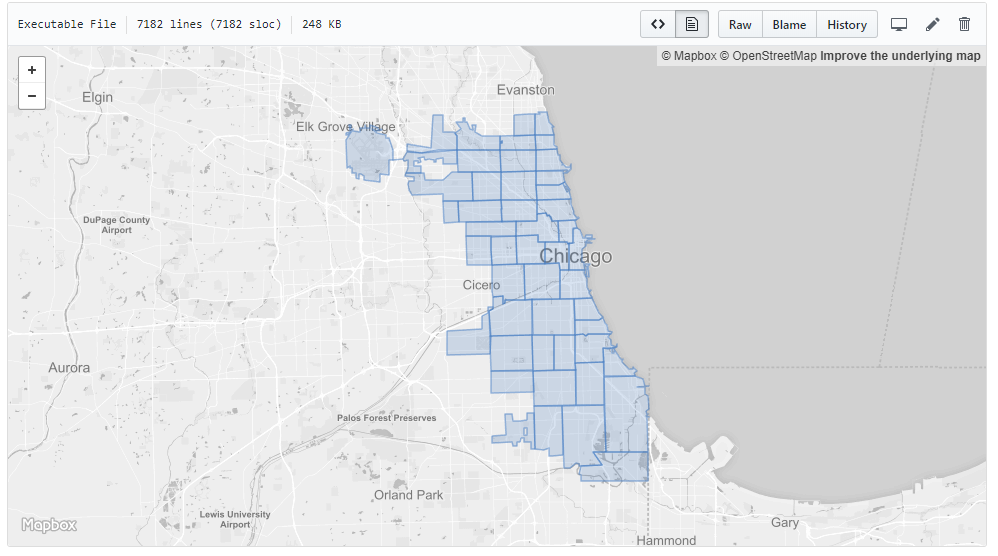 Executable File 7182 lines (7182 sloc) 248 KB Raw Blame History
© Mapbox © OpenStreetMap Improve the underlying map
+
−
Evanston
Elgin
Elk Grove Village
DuPage County
Airport
Chicago
Cicero
Aurora
Palos Forest Preserves
Orland Park
Lewis University
Airport
Mapbox
Gary
Hammond